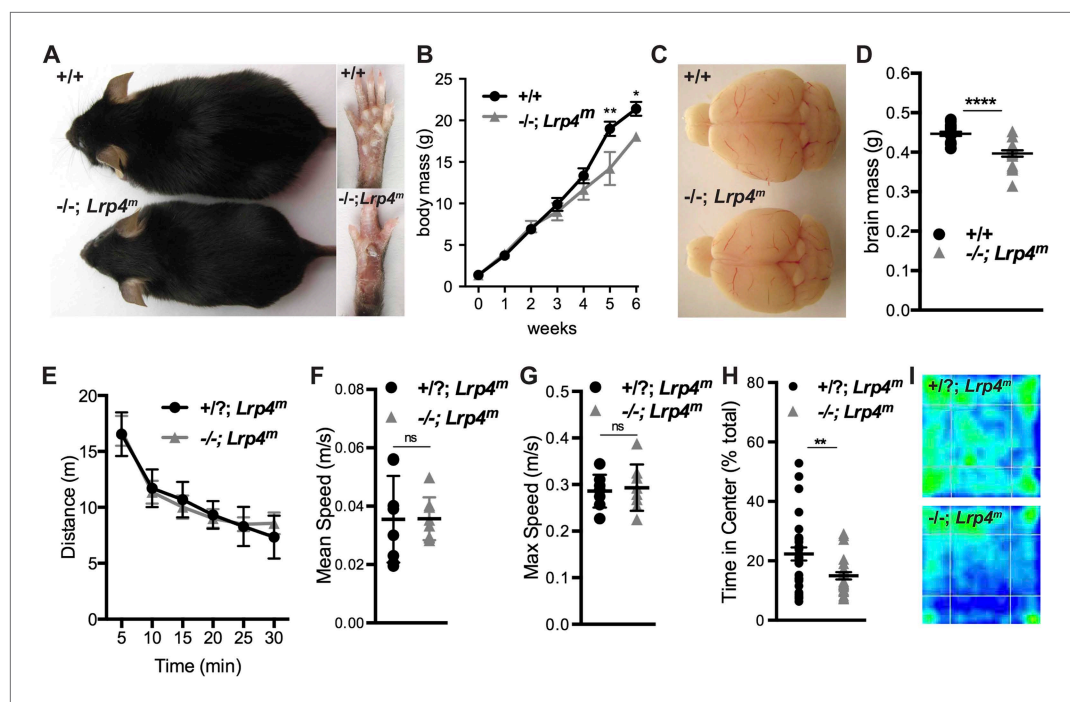 A
+/+
-/-; Lrp4ᵐ
+/+
-/-; Lrp4ᵐ
B
body mass (g)
25
20
15
10
5
0
+/+
-/-; Lrp4ᵐ
**
*
0 1 2 3 4 5 6
weeks
C
+/+
-/-; Lrp4ᵐ
D
brain mass (g)
0.6
0.5
0.4
0.3
0.2
0.1
0.0
****
+/+
-/-; Lrp4ᵐ
E
Distance (m)
20
15
10
5
0
+/?; Lrp4ᵐ
-/-; Lrp4ᵐ
5 10 15 20 25 30
Time (min)
F
Mean Speed (m/s)
0.08
0.06
0.04
0.02
0.00
+/?; Lrp4ᵐ
-/-; Lrp4ᵐ
ns
G
Max Speed (m/s)
0.5
0.4
0.3
0.2
0.1
0.0
+/?; Lrp4ᵐ
-/-; Lrp4ᵐ
ns
H
Time in Center (% total)
80
60
40
20
0
+/?; Lrp4ᵐ
-/-; Lrp4ᵐ
**
I
+/?; Lrp4ᵐ
-/-; Lrp4ᵐ